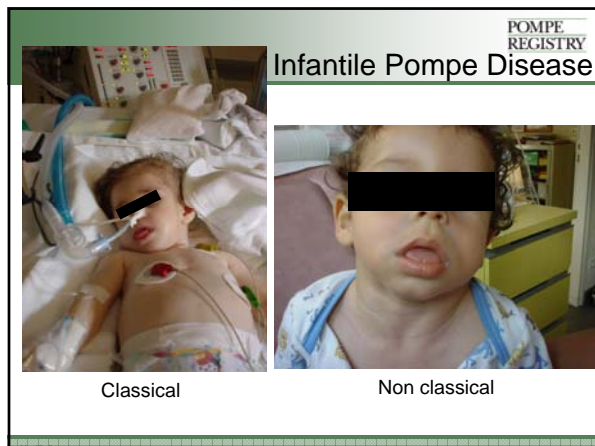 POMPE
REGISTRY
Infantile Pompe Disease
Classical
Non classical